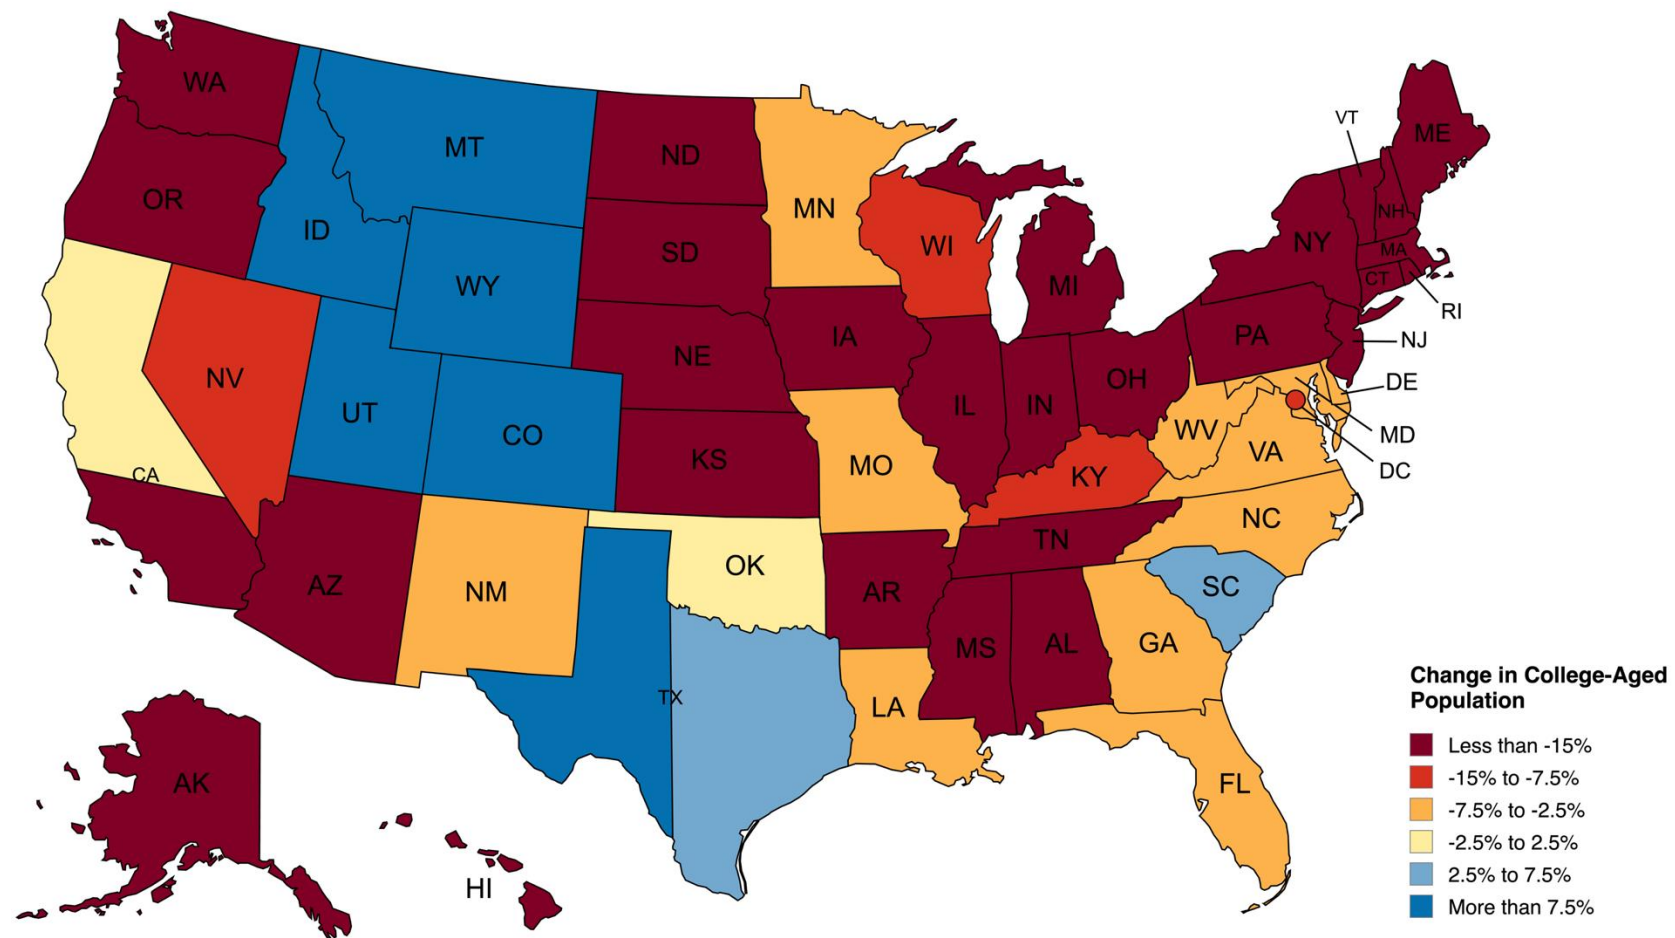 WA
MT
ND
MN
VT
ME
OR
ID
WY
SD
WI
MI
NY
NH
MA
CT
RI
NV
UT
CO
NE
IA
IL
IN
OH
PA
NJ
DE
MD
DC
CA
KS
MO
KY
WV
VA
AZ
NM
OK
AR
TN
NC
SC
MS
AL
GA
TX
LA
FL
AK
HI
Change in College-Aged
Population
Less than -15%
-15% to -7.5%
-7.5% to -2.5%
-2.5% to 2.5%
2.5% to 7.5%
More than 7.5%